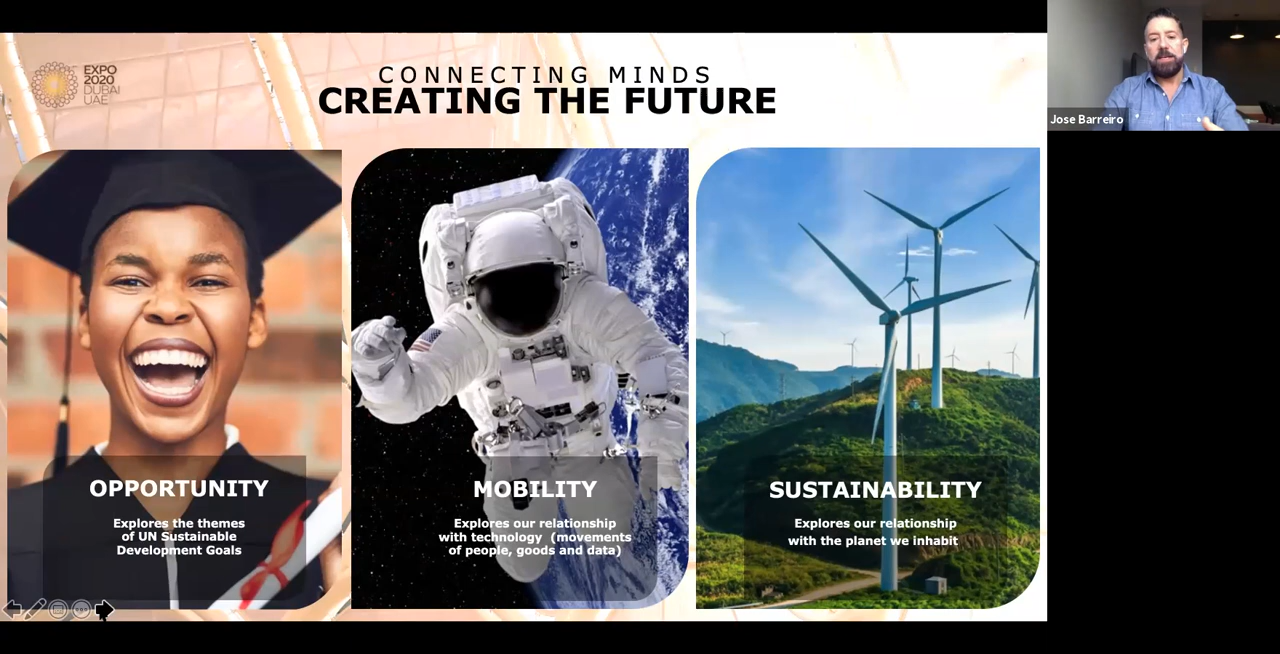 EXPO
2020
DUBAI
UAE
CONNECTING MINDS
CREATING THE FUTURE
Jose Barreiro
OPPORTUNITY
Explores the themes
of UN Sustainable
Development Goals
MOBILITY
Explores our relationship
with technology (movements
of people, goods and data)
SUSTAINABILITY
Explores our relationship
with the planet we inhabit